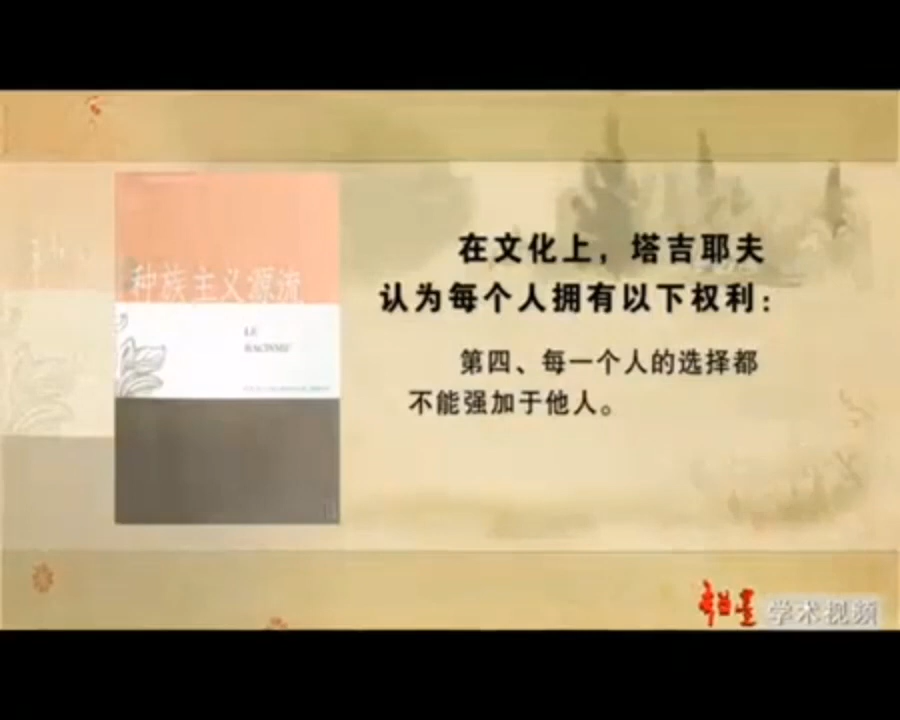 种族主义源流
LE
RACISME
在文化上，塔吉耶夫
认为每个人拥有以下权利：
第四、每一个人的选择都
不能强加于他人。
学术视频